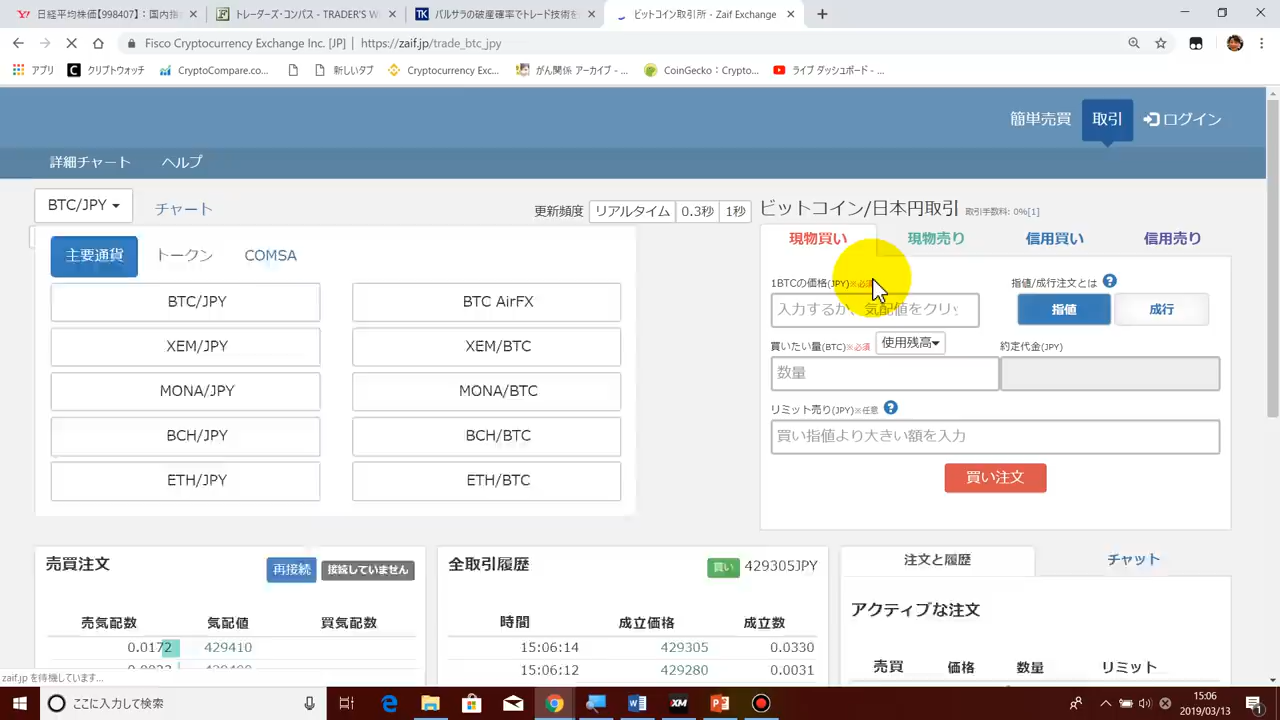 日経平均株価【998407】：国内指
トレーダーズ・コンパス - TRADER'S W
バルサラの破産確率でトレード技術を
ビットコイン取引所 - Zaif Exchange
Fisco Cryptocurrency Exchange Inc. [JP] | https://zaif.jp/trade_btc_jpy
アプリ
クリプトウォッチ
CryptoCompare.co...
新しいタブ
Cryptocurrency Exc...
がん関係 アーカイブ - ...
CoinGecko：Crypto...
ライブ ダッシュボード - ...
簡単売買
取引
ログイン
詳細チャート
ヘルプ
BTC/JPY
チャート
更新頻度
リアルタイム
0.3秒
1秒
ビットコイン/日本円取引
取引手数料: 0%[1]
主要通貨
トークン
COMSA
BTC/JPY
BTC AirFX
XEM/JPY
XEM/BTC
MONA/JPY
MONA/BTC
BCH/JPY
BCH/BTC
ETH/JPY
ETH/BTC
現物買い
現物売り
信用買い
信用売り
1BTCの価格(JPY)※必須
指値/成行注文とは
入力するか、気配値をクリッ
指値
成行
買いたい量(BTC)※必須
使用残高
約定代金(JPY)
数量
リミット売り(JPY)※任意
買い指値より大きい額を入力
買い注文
売買注文
再接続
接続していません
売気配数
気配値
買気配数
0.0172
429410
全取引履歴
買い
429305JPY
時間
成立価格
成立数
15:06:14
429305
0.0330
15:06:12
429280
0.0031
注文と履歴
チャット
アクティブな注文
売買
価格
数量
リミット
zaif.jp を待機しています...
ここに入力して検索
15:06
2019/03/13